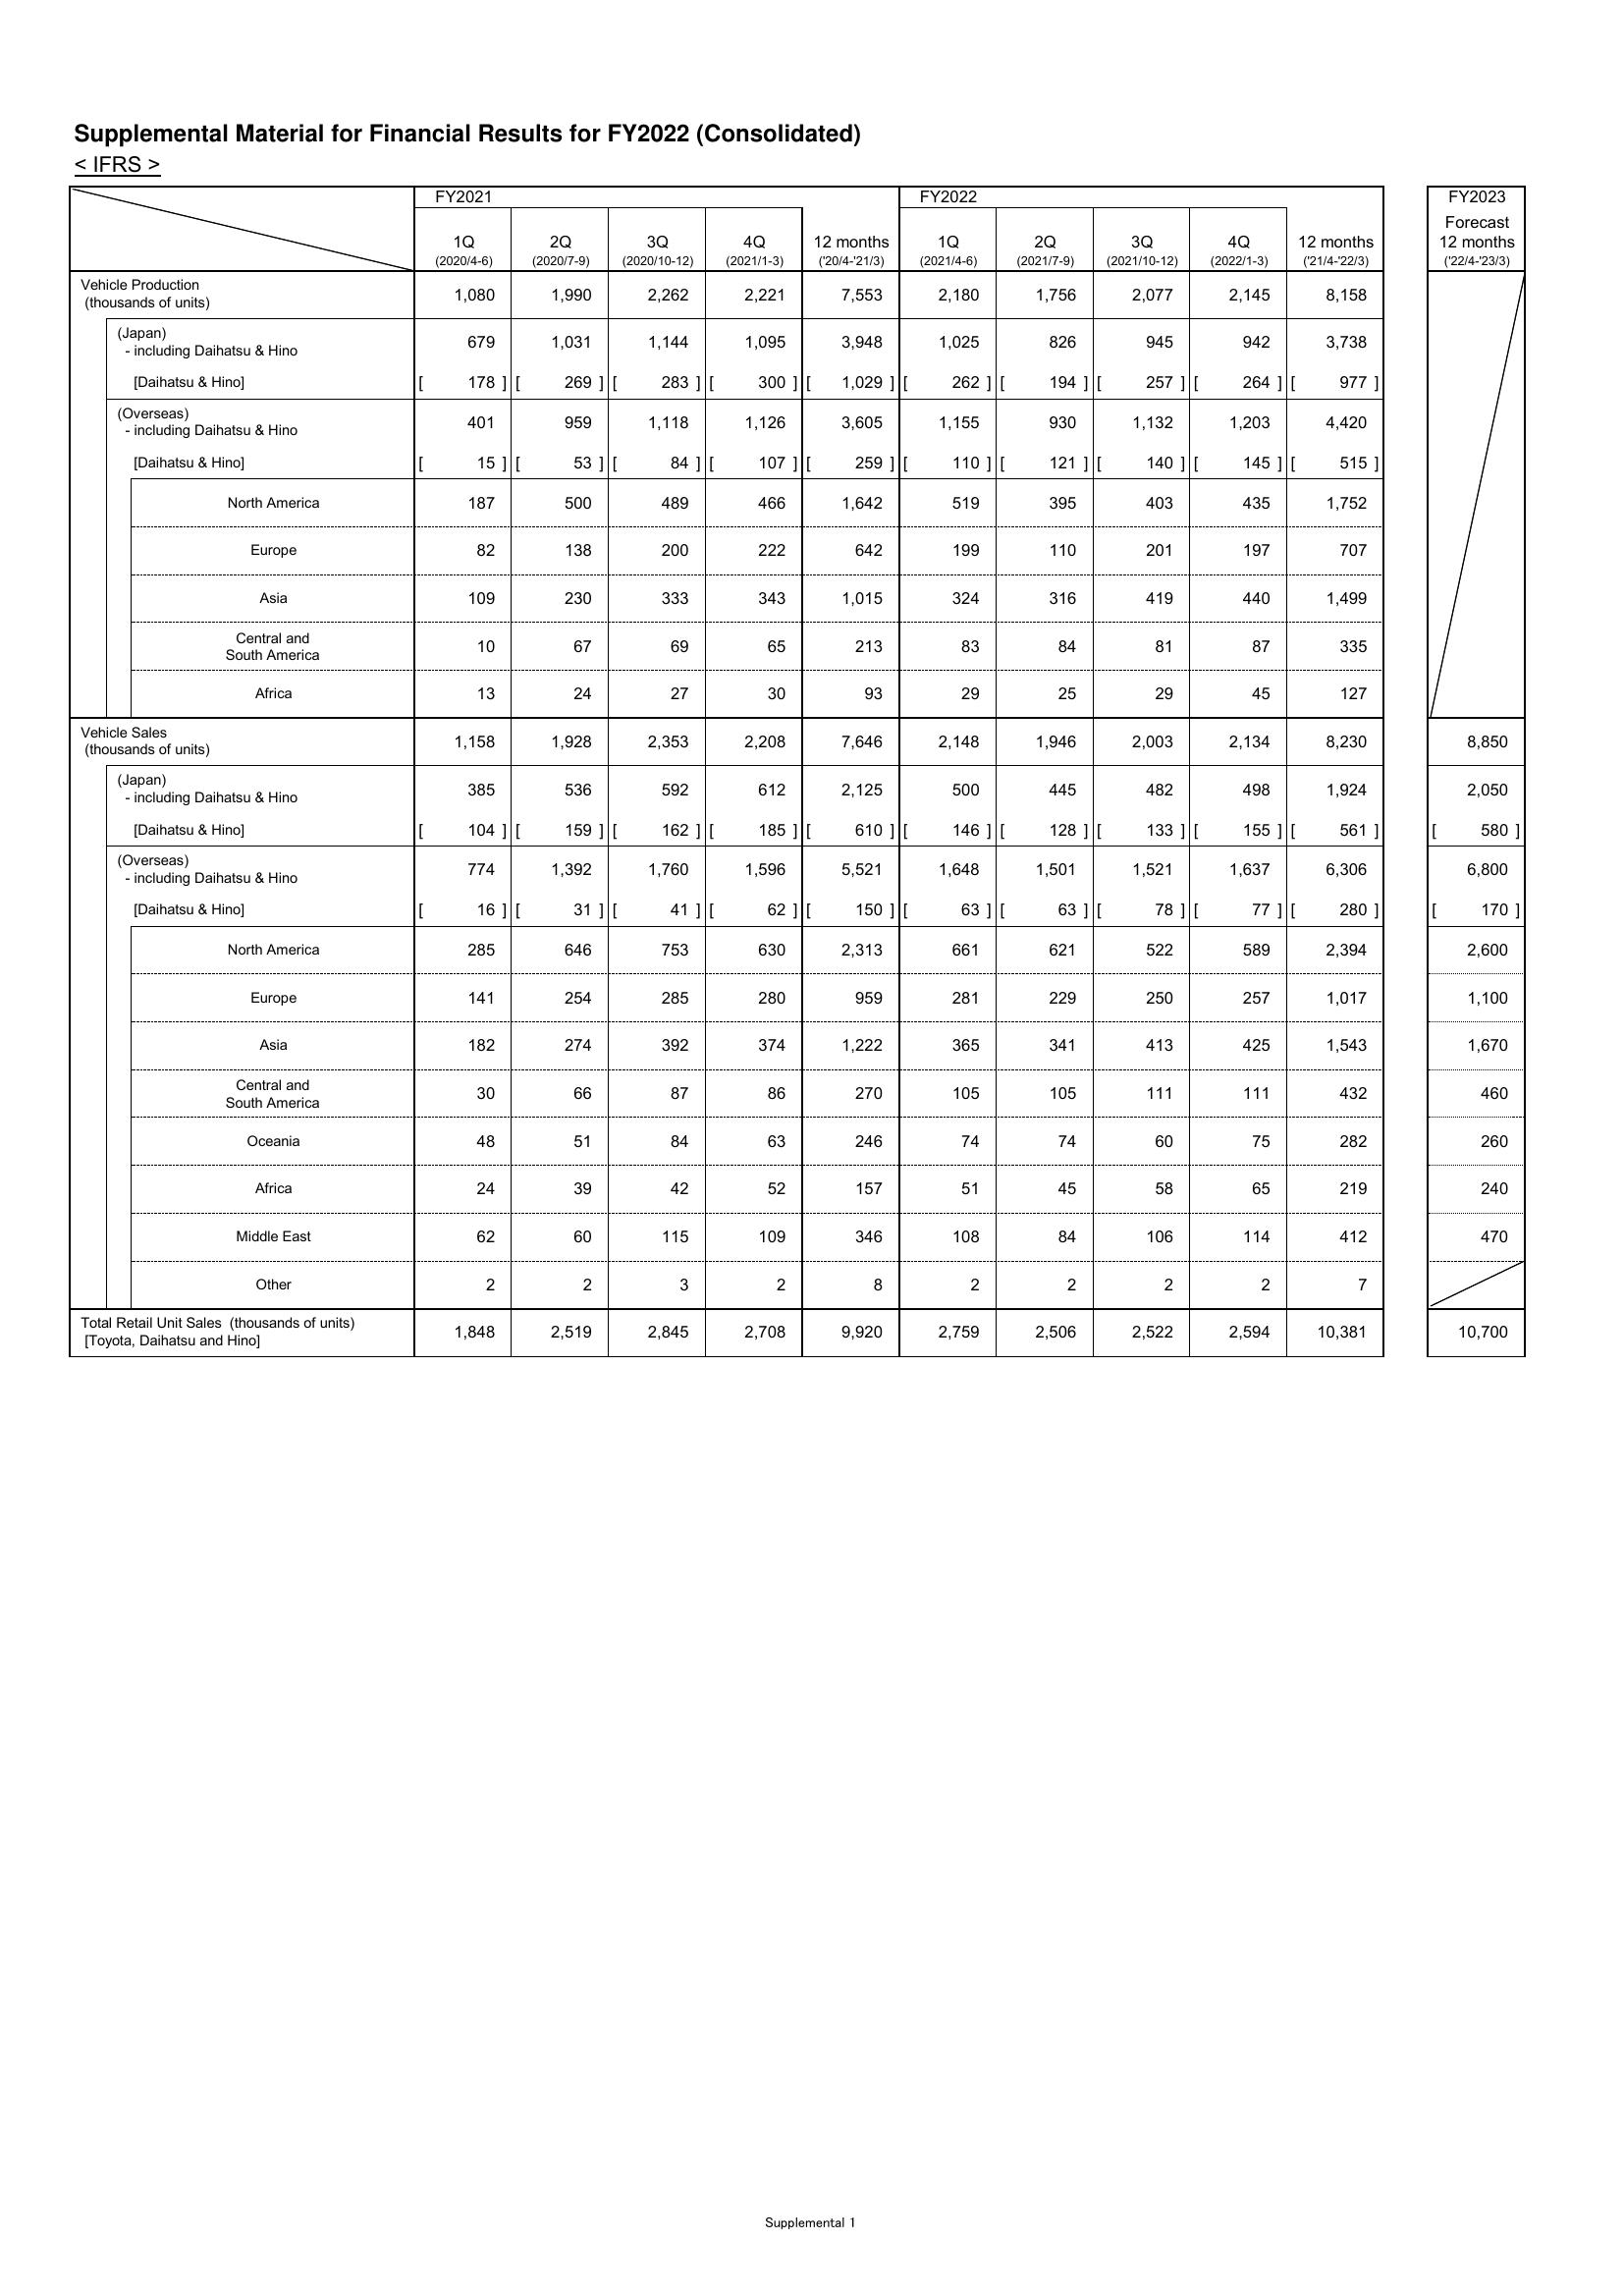 Supplemental Material for Financial Results for FY2022 (Consolidated)
< IFRS >
FY2021 FY2022 FY2023
Forecast
1Q 2Q 3Q 4Q 12 months 1Q 2Q 3Q 4Q 12 months 12 months
(2020/4-6) (2020/7-9) (2020/10-12) (2021/1-3) ('20/4-'21/3) (2021/4-6) (2021/7-9) (2021/10-12) (2022/1-3) ('21/4-'22/3) ('22/4-'23/3)
Vehicle Production
(thousands of units) 1,080 1,990 2,262 2,221 7,553 2,180 1,756 2,077 2,145 8,158
(Japan)
- including Daihatsu & Hino 679 1,031 1,144 1,095 3,948 1,025 826 945 942 3,738
[Daihatsu & Hino] [ 178 ] [ 269 ] [ 283 ] [ 300 ] [ 1,029 ] [ 262 ] [ 194 ] [ 257 ] [ 264 ] [ 977 ]
(Overseas)
- including Daihatsu & Hino 401 959 1,118 1,126 3,605 1,155 930 1,132 1,203 4,420
[Daihatsu & Hino] [ 15 ] [ 53 ] [ 84 ] [ 107 ] [ 259 ] [ 110 ] [ 121 ] [ 140 ] [ 145 ] [ 515 ]
North America 187 500 489 466 1,642 519 395 403 435 1,752
Europe 82 138 200 222 642 199 110 201 197 707
Asia 109 230 333 343 1,015 324 316 419 440 1,499
Central and
South America 10 67 69 65 213 83 84 81 87 335
Africa 13 24 27 30 93 29 25 29 45 127
Vehicle Sales
(thousands of units) 1,158 1,928 2,353 2,208 7,646 2,148 1,946 2,003 2,134 8,230 8,850
(Japan)
- including Daihatsu & Hino 385 536 592 612 2,125 500 445 482 498 1,924 2,050
[Daihatsu & Hino] [ 104 ] [ 159 ] [ 162 ] [ 185 ] [ 610 ] [ 146 ] [ 128 ] [ 133 ] [ 155 ] [ 561 ] [ 580 ]
(Overseas)
- including Daihatsu & Hino 774 1,392 1,760 1,596 5,521 1,648 1,501 1,521 1,637 6,306 6,800
[Daihatsu & Hino] [ 16 ] [ 31 ] [ 41 ] [ 62 ] [ 150 ] [ 63 ] [ 63 ] [ 78 ] [ 77 ] [ 280 ] [ 170 ]
North America 285 646 753 630 2,313 661 621 522 589 2,394 2,600
Europe 141 254 285 280 959 281 229 250 257 1,017 1,100
Asia 182 274 392 374 1,222 365 341 413 425 1,543 1,670
Central and
South America 30 66 87 86 270 105 105 111 111 432 460
Oceania 48 51 84 63 246 74 74 60 75 282 260
Africa 24 39 42 52 157 51 45 58 65 219 240
Middle East 62 60 115 109 346 108 84 106 114 412 470
Other 2 2 3 2 8 2 2 2 2 7
Total Retail Unit Sales (thousands of units)
[Toyota, Daihatsu and Hino] 1,848 2,519 2,845 2,708 9,920 2,759 2,506 2,522 2,594 10,381 10,700
Supplemental 1